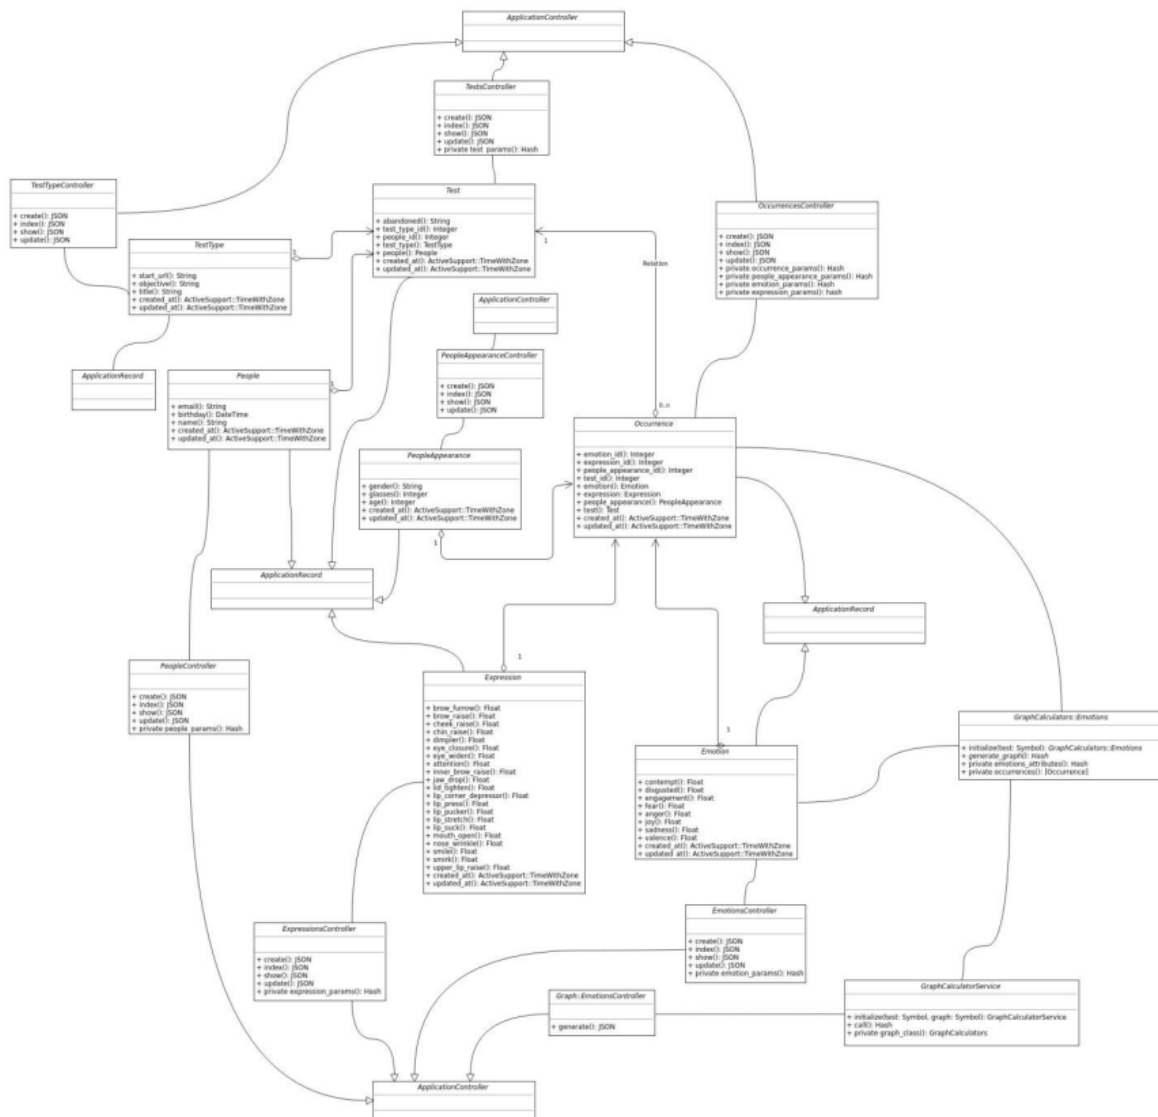 ApplicationController
TestsController
+ create(): JSON
+ index(): JSON
+ show(): JSON
+ update(): JSON
+ private test_params(): Hash
TestTypeController
+ create(): JSON
+ index(): JSON
+ show(): JSON
+ update(): JSON
Test
+ abandoned(): String
+ test_type_id(): Integer
+ people_id(): Integer
+ test_type(): TestType
+ people(): People
+ created_at(): ActiveSupport::TimeWithZone
+ updated_at(): ActiveSupport::TimeWithZone
OccurrencesController
+ create(): JSON
+ index(): JSON
+ show(): JSON
+ update(): JSON
+ private occurrence_params(): Hash
+ private people_appearance_params(): Hash
+ private emotion_params(): Hash
+ private expression_params(): hash
TestType
+ start_url(): String
+ objective(): String
+ title(): String
+ created_at(): ActiveSupport::TimeWithZone
+ updated_at(): ActiveSupport::TimeWithZone
1
1
Relation
ApplicationController
PeopleAppearanceController
+ create(): JSON
+ index(): JSON
+ show(): JSON
+ update(): JSON
ApplicationRecord
People
+ email(): String
+ birthday(): DateTime
+ name(): String
+ created_at(): ActiveSupport::TimeWithZone
+ updated_at(): ActiveSupport::TimeWithZone
1
0..n
Occurrence
+ emotion_id(): Integer
+ expression_id(): Integer
+ people_appearance_id(): Integer
+ test_id(): Integer
+ emotion(): Emotion
+ expression: Expression
+ people_appearance(): PeopleAppearance
+ test(): Test
+ created_at(): ActiveSupport::TimeWithZone
+ updated_at(): ActiveSupport::TimeWithZone
PeopleAppearance
+ gender(): String
+ glasses(): Integer
+ age(): Integer
+ created_at(): ActiveSupport::TimeWithZone
+ updated_at(): ActiveSupport::TimeWithZone
1
ApplicationRecord
ApplicationRecord
PeopleController
+ create(): JSON
+ index(): JSON
+ show(): JSON
+ update(): JSON
+ private people_params(): Hash
1
Expression
+ brow_furrow(): Float
+ brow_raise(): Float
+ cheek_raise(): Float
+ chin_raise(): Float
+ dimpler(): Float
+ eye_closure(): Float
+ eye_widen(): Float
+ attention(): Float
+ inner_brow_raise(): Float
+ jaw_drop(): Float
+ lid_tighten(): Float
+ lip_corner_depressor(): Float
+ lip_press(): Float
+ lip_pucker(): Float
+ lip_stretch(): Float
+ lip_suck(): Float
+ mouth_open(): Float
+ nose_wrinkle(): Float
+ smile(): Float
+ smirk(): Float
+ upper_lip_raise(): Float
+ created_at(): ActiveSupport::TimeWithZone
+ updated_at(): ActiveSupport::TimeWithZone
1
Emotion
+ contempt(): Float
+ disgusted(): Float
+ engagement(): Float
+ fear(): Float
+ anger(): Float
+ joy(): Float
+ sadness(): Float
+ valence(): Float
+ created_at(): ActiveSupport::TimeWithZone
+ updated_at(): ActiveSupport::TimeWithZone
GraphCalculators::Emotions
+ initialize(test: Symbol): GraphCalculators::Emotions
+ generate_graph(): Hash
+ private emotions_attributes(): Hash
+ private occurrences(): [Occurrence]
ExpressionsController
+ create(): JSON
+ index(): JSON
+ show(): JSON
+ update(): JSON
+ private expression_params(): Hash
EmotionsController
+ create(): JSON
+ index(): JSON
+ show(): JSON
+ update(): JSON
+ private emotion_params(): Hash
Graph::EmotionsController
+ generate(): JSON
GraphCalculatorService
+ initialize(test: Symbol, graph: Symbol): GraphCalculatorService
+ call(): Hash
+ private graph_class(): GraphCalculators
ApplicationController